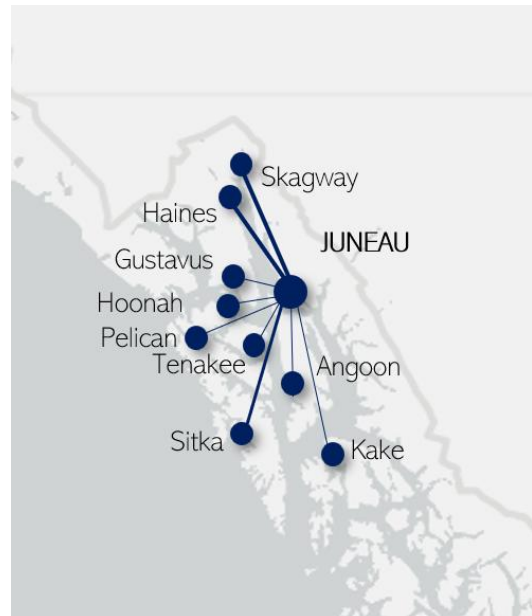 Skagway
Haines
JUNEAU
Gustavus
Hoonah
Pelican
Tenakee
Angoon
Sitka
Kake